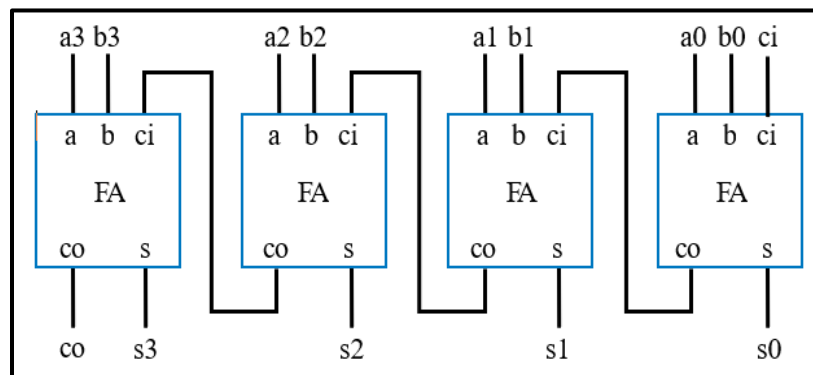 a3 b3 a2 b2 a1 b1 a0 b0 ci
a b ci a b ci a b ci a b ci
FA FA FA FA
co s co s co s co s
co s3 s2 s1 s0